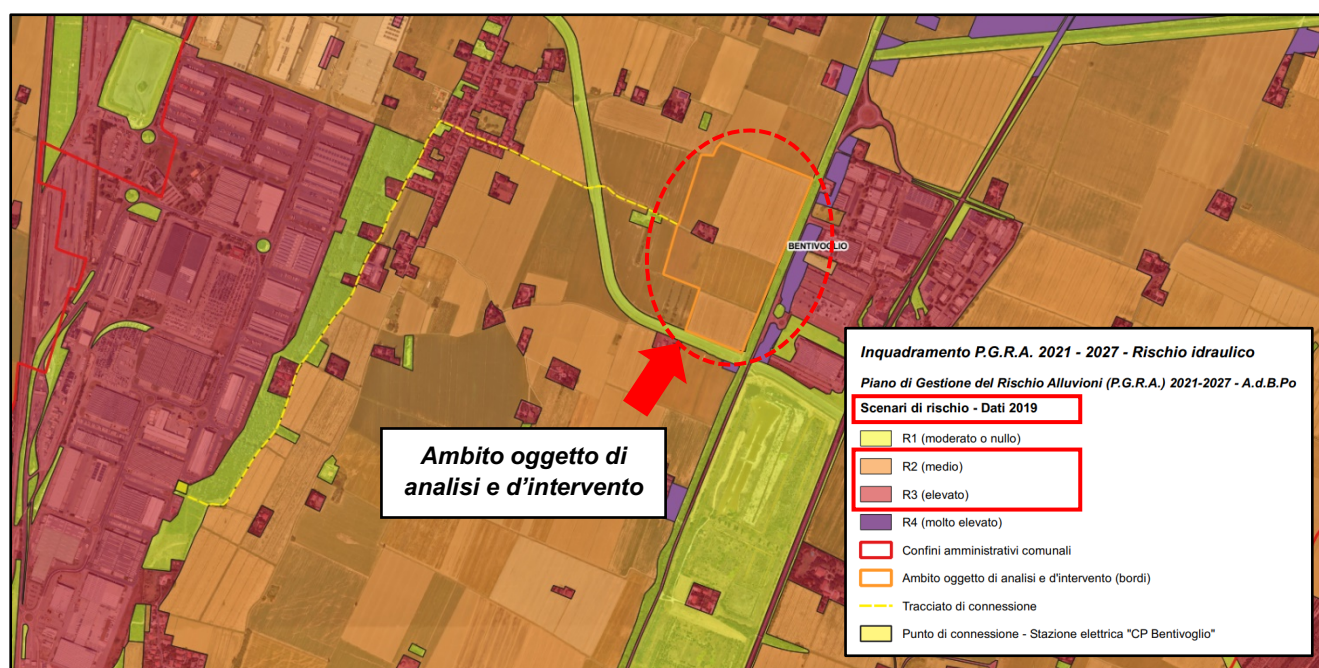 BENTIVOGLIO
Ambito oggetto di
analisi e d'intervento
Inquadramento P.G.R.A. 2021 - 2027 - Rischio idraulico
Piano di Gestione del Rischio Alluvioni (P.G.R.A.) 2021-2027 - A.d.B.Po
Scenari di rischio - Dati 2019
R1 (moderato o nullo)
R2 (medio)
R3 (elevato)
R4 (molto elevato)
Confini amministrativi comunali
Ambito oggetto di analisi e d'intervento (bordi)
Tracciato di connessione
Punto di connessione - Stazione elettrica "CP Bentivoglio"